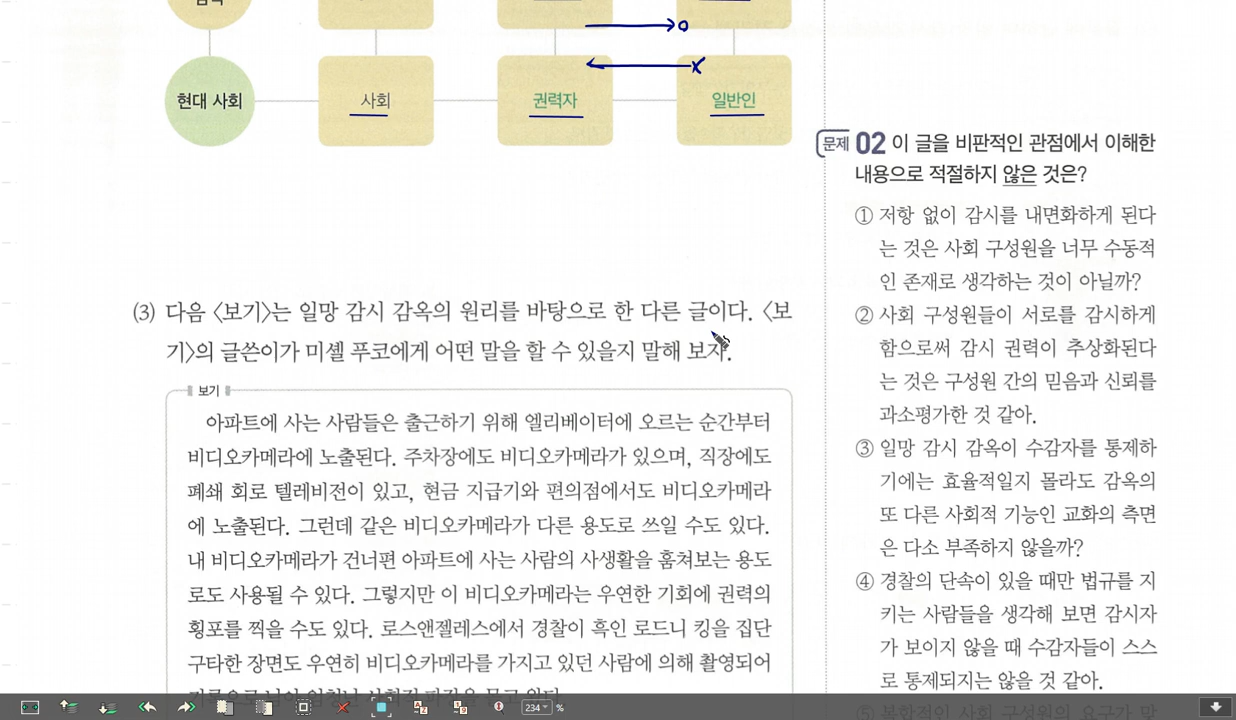 현대 사회
사회
권력자
일반인
(3) 다음 〈보기〉는 일망 감시 감옥의 원리를 바탕으로 한 다른 글이다. 〈보
기〉의 글쓴이가 미셸 푸코에게 어떤 말을 할 수 있을지 말해 보자.
보기
아파트에 사는 사람들은 출근하기 위해 엘리베이터에 오르는 순간부터
비디오카메라에 노출된다. 주차장에도 비디오카메라가 있으며, 직장에도
폐쇄 회로 텔레비전이 있고, 현금 지급기와 편의점에서도 비디오카메라
에 노출된다. 그런데 같은 비디오카메라가 다른 용도로 쓰일 수도 있다.
내 비디오카메라가 건너편 아파트에 사는 사람의 사생활을 훔쳐보는 용도
로도 사용될 수 있다. 그렇지만 이 비디오카메라는 우연한 기회에 권력의
횡포를 찍을 수도 있다. 로스앤젤레스에서 경찰이 흑인 로드니 킹을 집단
구타한 장면도 우연히 비디오카메라를 가지고 있던 사람에 의해 촬영되어
문제 02 이 글을 비판적인 관점에서 이해한
내용으로 적절하지 않은 것은?
① 저항 없이 감시를 내면화하게 된다
는 것은 사회 구성원을 너무 수동적
인 존재로 생각하는 것이 아닐까?
② 사회 구성원들이 서로를 감시하게
함으로써 감시 권력이 추상화된다
는 것은 구성원 간의 믿음과 신뢰를
과소평가한 것 같아.
③ 일망 감시 감옥이 수감자를 통제하
기에는 효율적일지 몰라도 감옥의
또 다른 사회적 기능인 교화의 측면
은 다소 부족하지 않을까?
④ 경찰의 단속이 있을 때만 법규를 지
키는 사람들을 생각해 보면 감시자
가 보이지 않을 때 수감자들이 스스
로 통제되지는 않을 것 같아.
⑤ 복합적인 사회 구성원의 요구가 많
234 %